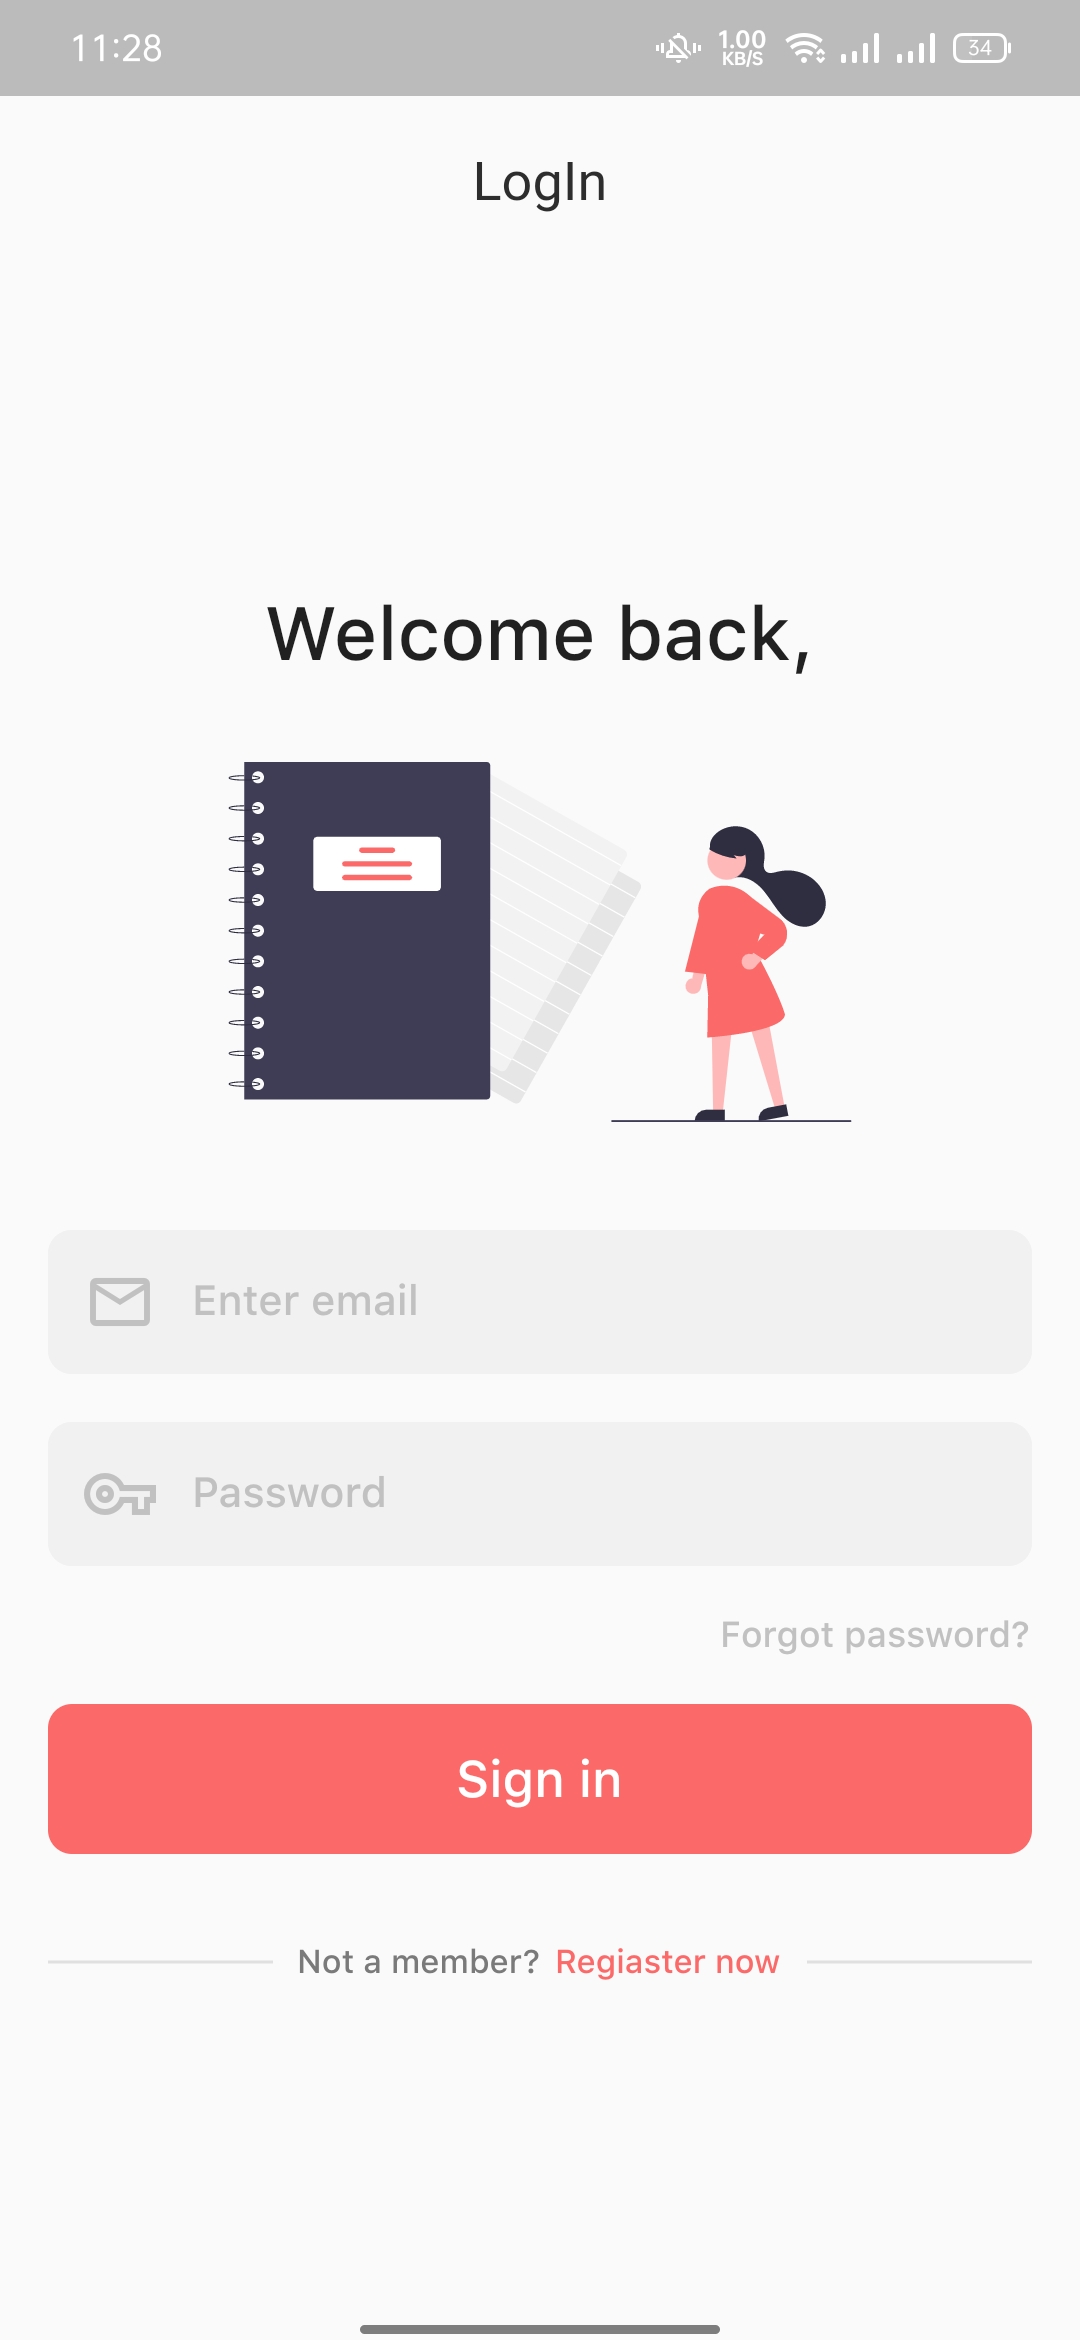 11:28
1.00
KB/S
34
LogIn
Welcome back,
Enter email
Password
Forgot password?
Sign in
Not a member? Regiaster now